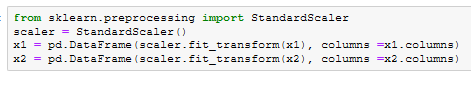 from sklearn.preprocessing import StandardScaler
scaler = StandardScaler()
x1 = pd.DataFrame(scaler.fit_transform(x1), columns =x1.columns)
x2 = pd.DataFrame(scaler.fit_transform(x2), columns =x2.columns)